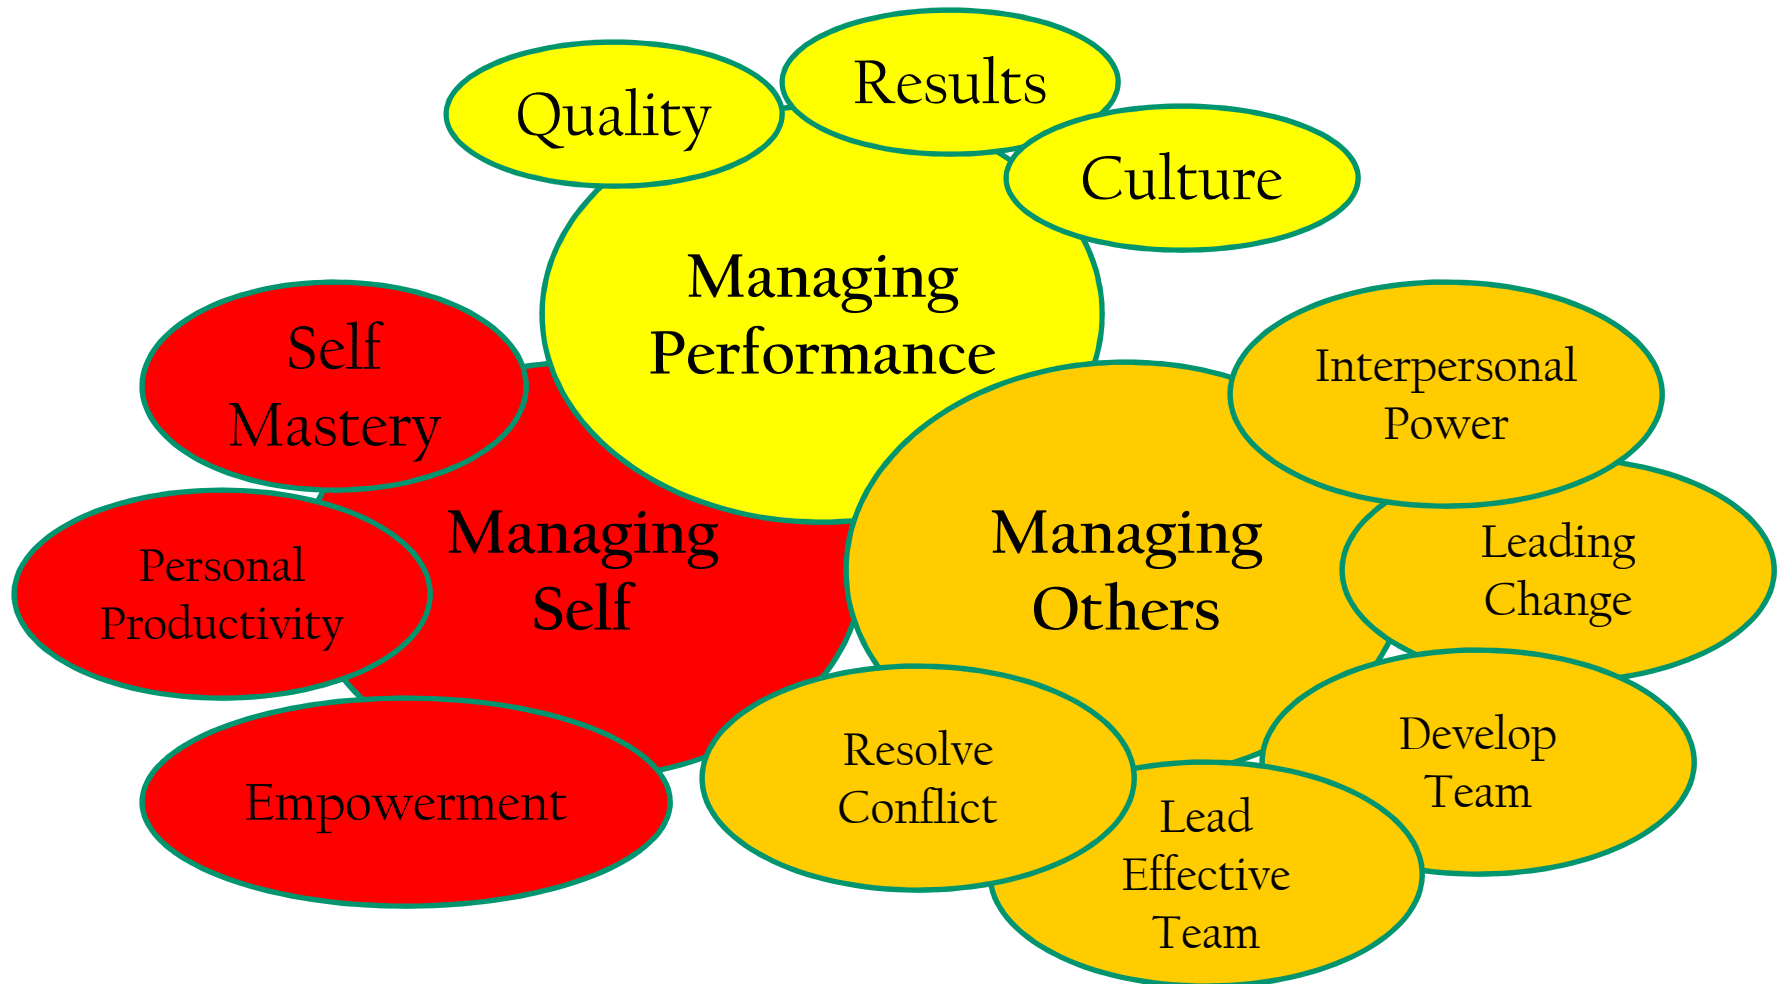 Quality
Results
Culture
Managing
Performance
Self
Mastery
Personal
Productivity
Empowerment
Managing
Self
Managing
Others
Interpersonal
Power
Leading
Change
Develop
Team
Lead
Effective
Team
Resolve
Conflict